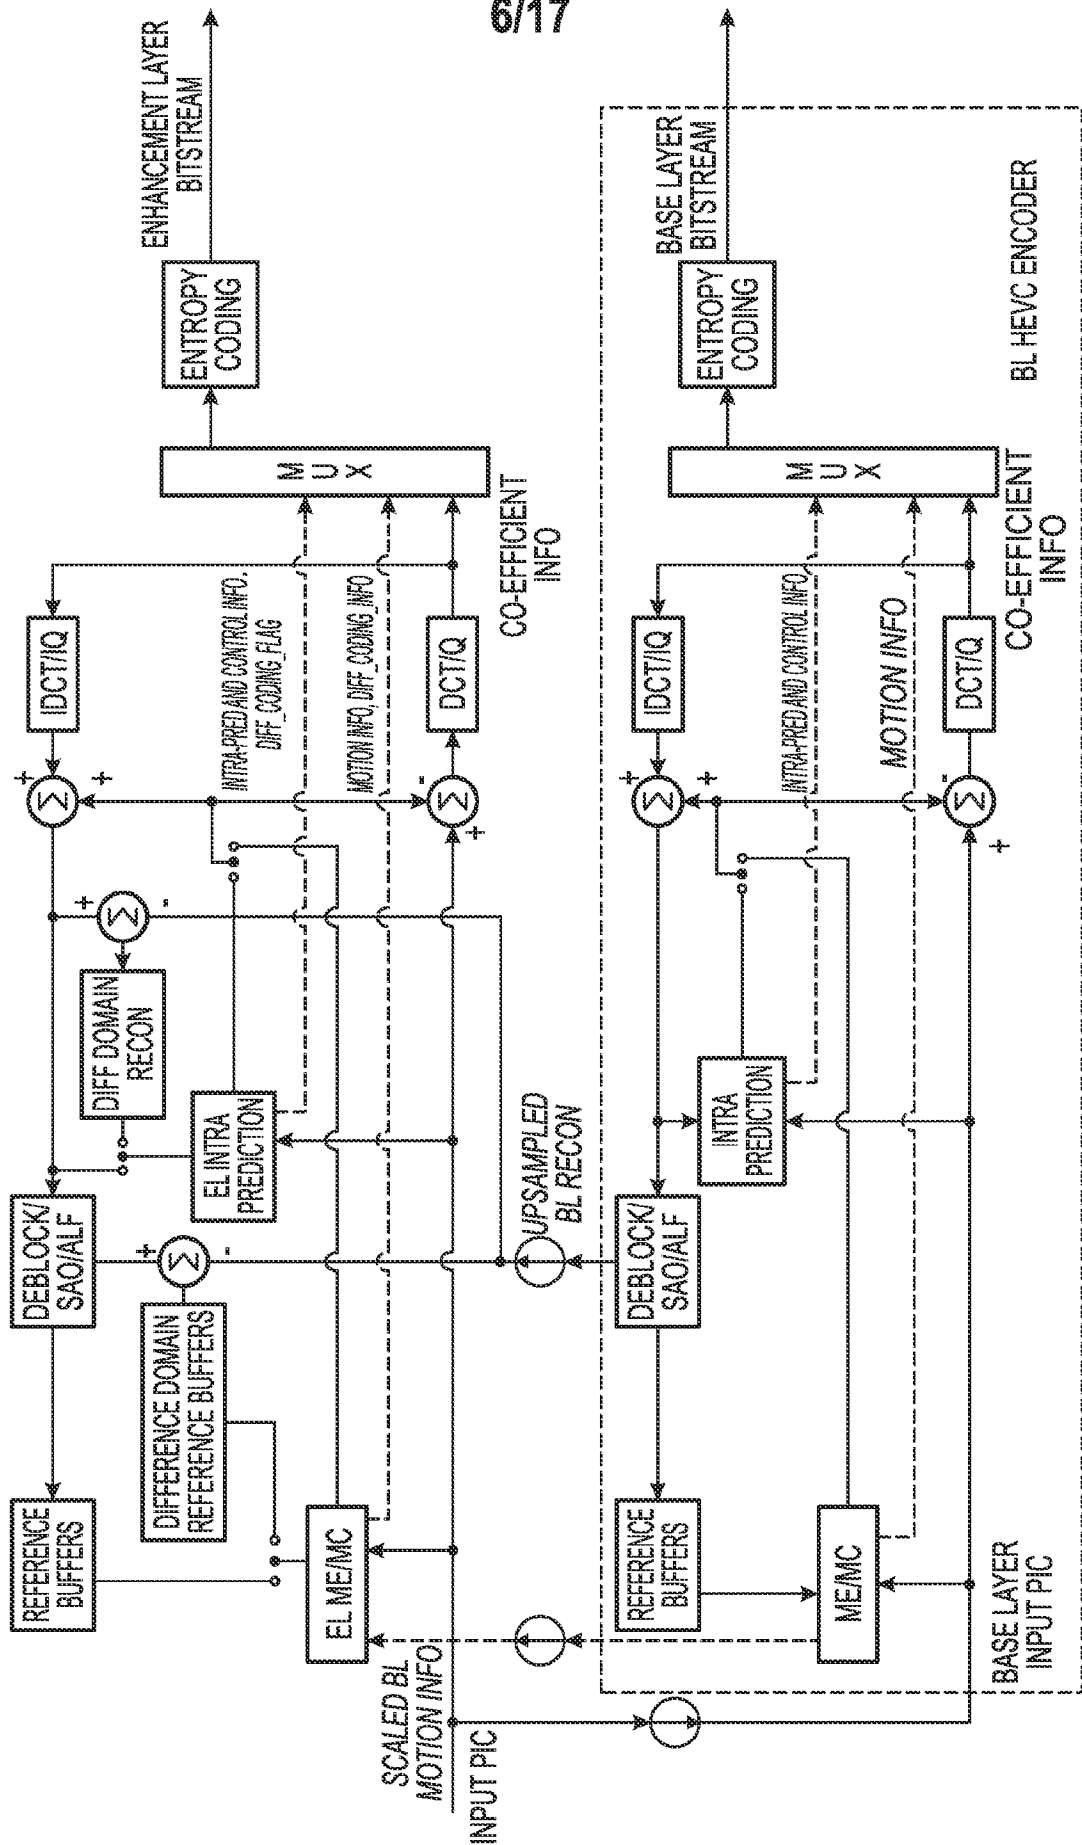 6/17
ENHANCEMENT LAYER
BITSTREAM
ENTROPY
CODING
MUX
CO-EFFICIENT
INFO
IDCT/IQ
INTRA-PRED AND CONTROL INFO,
DIFF_CODING_FLAG
MOTION INFO, DIFF_CODING_INFO
DCT/Q
+
+
Σ
-
Σ
+
+
Σ
-
DIFF DOMAIN
RECON
EL INTRA
PREDICTION
DEBLOCK/
SAO/ALF
+
Σ
-
DIFFERENCE DOMAIN
REFERENCE BUFFERS
REFERENCE
BUFFERS
EL ME/MC
SCALED BL
MOTION INFO
INPUT PIC
UPSAMPLED
BL RECON
BASE LAYER
BITSTREAM
BL HEVC ENCODER
ENTROPY
CODING
MUX
CO-EFFICIENT
INFO
IDCT/IQ
INTRA-PRED AND CONTROL INFO
MOTION INFO
DCT/Q
+
+
Σ
-
Σ
+
INTRA
PREDICTION
DEBLOCK/
SAO/ALF
REFERENCE
BUFFERS
ME/MC
BASE LAYER
INPUT PIC